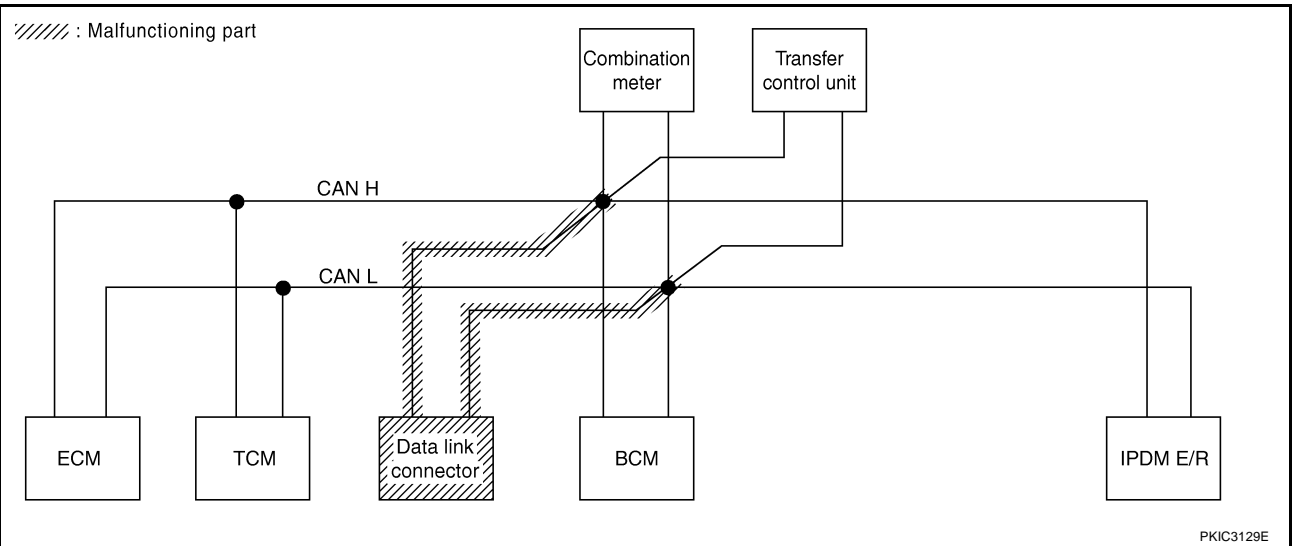 : Malfunctioning part
Combination
meter
Transfer
control unit
CAN H
CAN L
ECM
TCM
Data link
connector
BCM
IPDM E/R
PKIC3129E